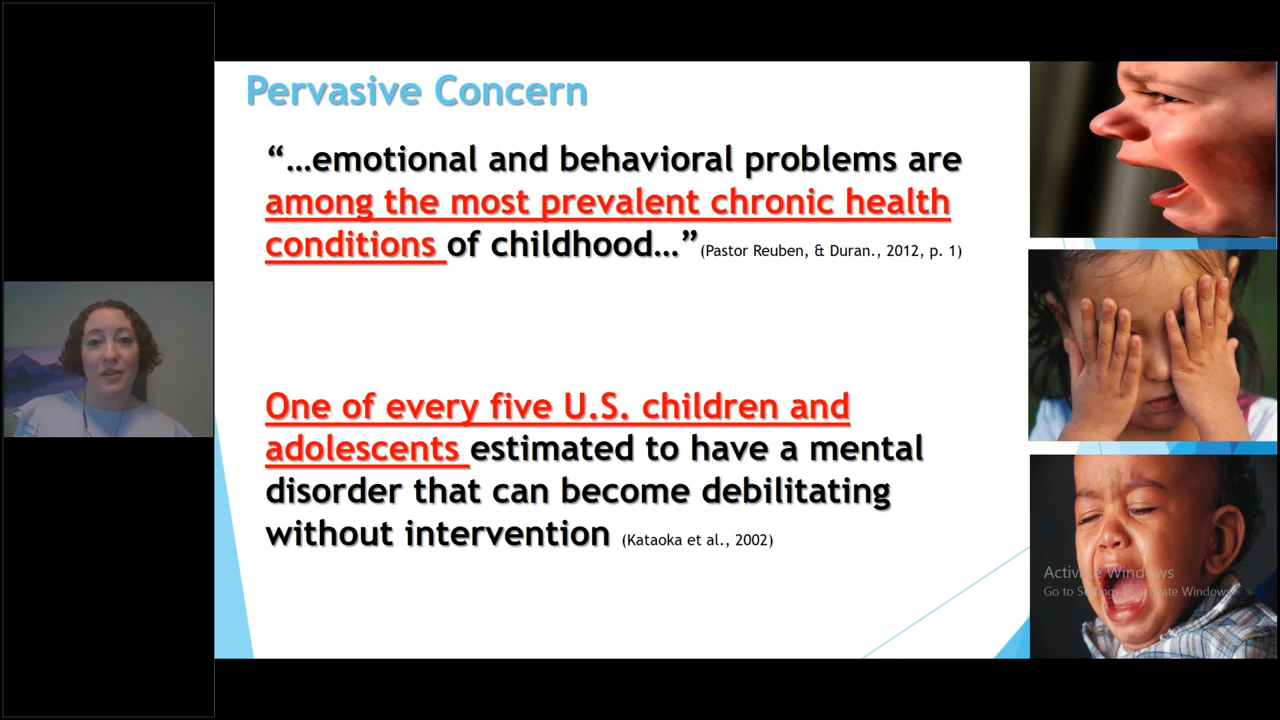 Pervasive Concern
“…emotional and behavioral problems are
among the most prevalent chronic health
conditions of childhood…” (Pastor Reuben, & Duran., 2012, p. 1)
One of every five U.S. children and
adolescents estimated to have a mental
disorder that can become debilitating
without intervention (Kataoka et al., 2002)
Activate Windows
Go to Settings to activate Windows